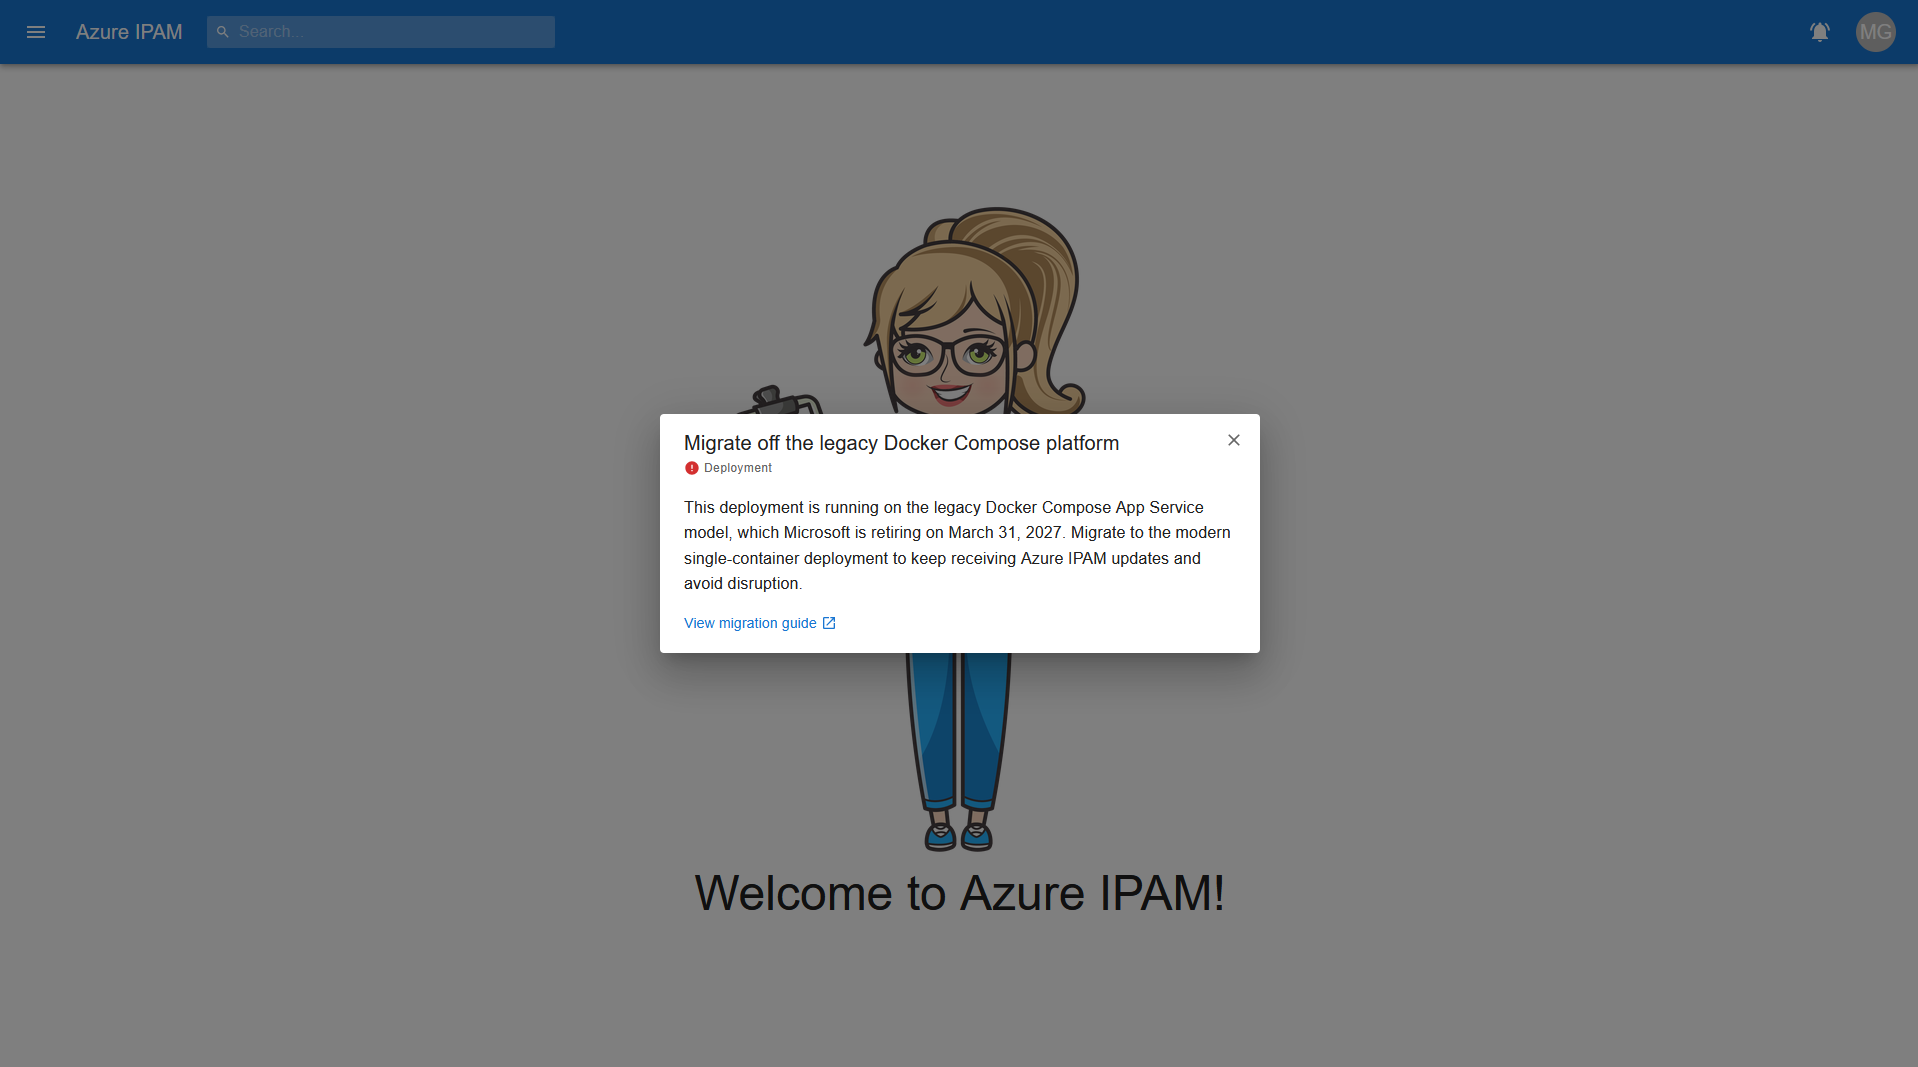 Azure IPAM
Search...
MG
Migrate off the legacy Docker Compose platform
Deployment
This deployment is running on the legacy Docker Compose App Service
model, which Microsoft is retiring on March 31, 2027. Migrate to the modern
single-container deployment to keep receiving Azure IPAM updates and
avoid disruption.
View migration guide
Welcome to Azure IPAM!